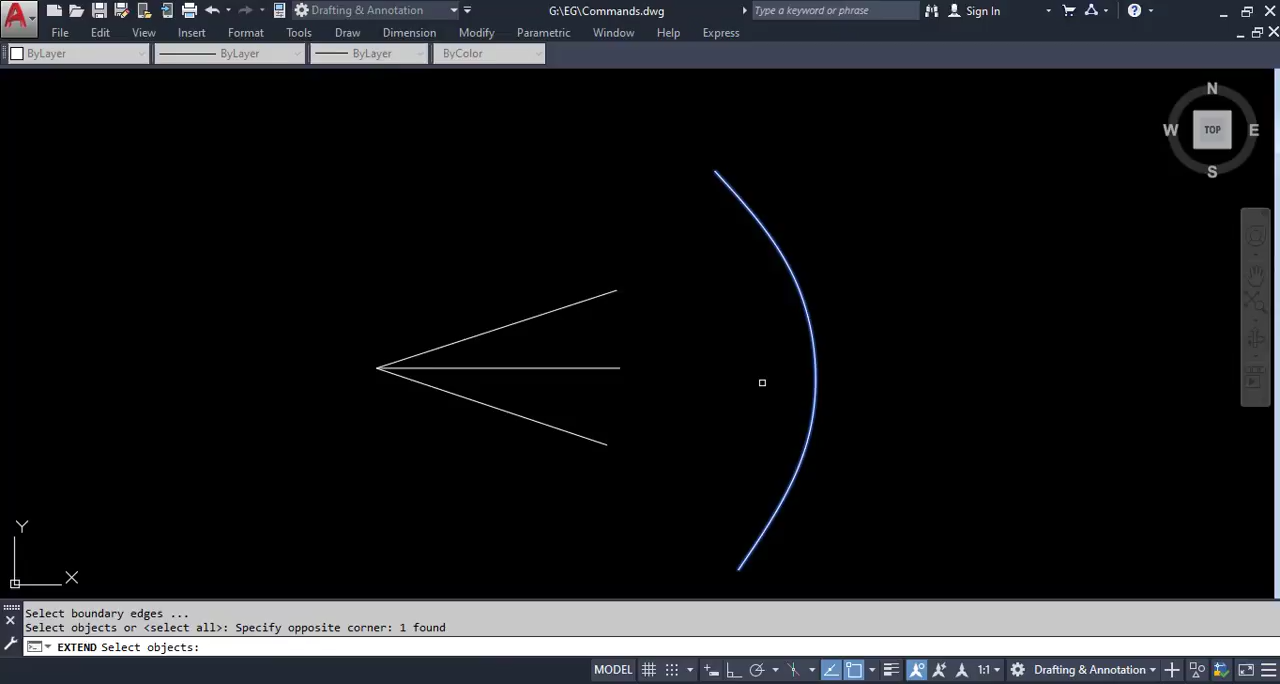 A Drafting & Annotation G:\EG\Commands.dwg Type a keyword or phrase Sign In ?
File Edit View Insert Format Tools Draw Dimension Modify Parametric Window Help Express
ByLayer ByLayer ByLayer ByColor
N
W TOP E
S
Y
X
Select boundary edges ...
Select objects or <select all>: Specify opposite corner: 1 found
EXTEND Select objects:
MODEL 1:1 Drafting & Annotation